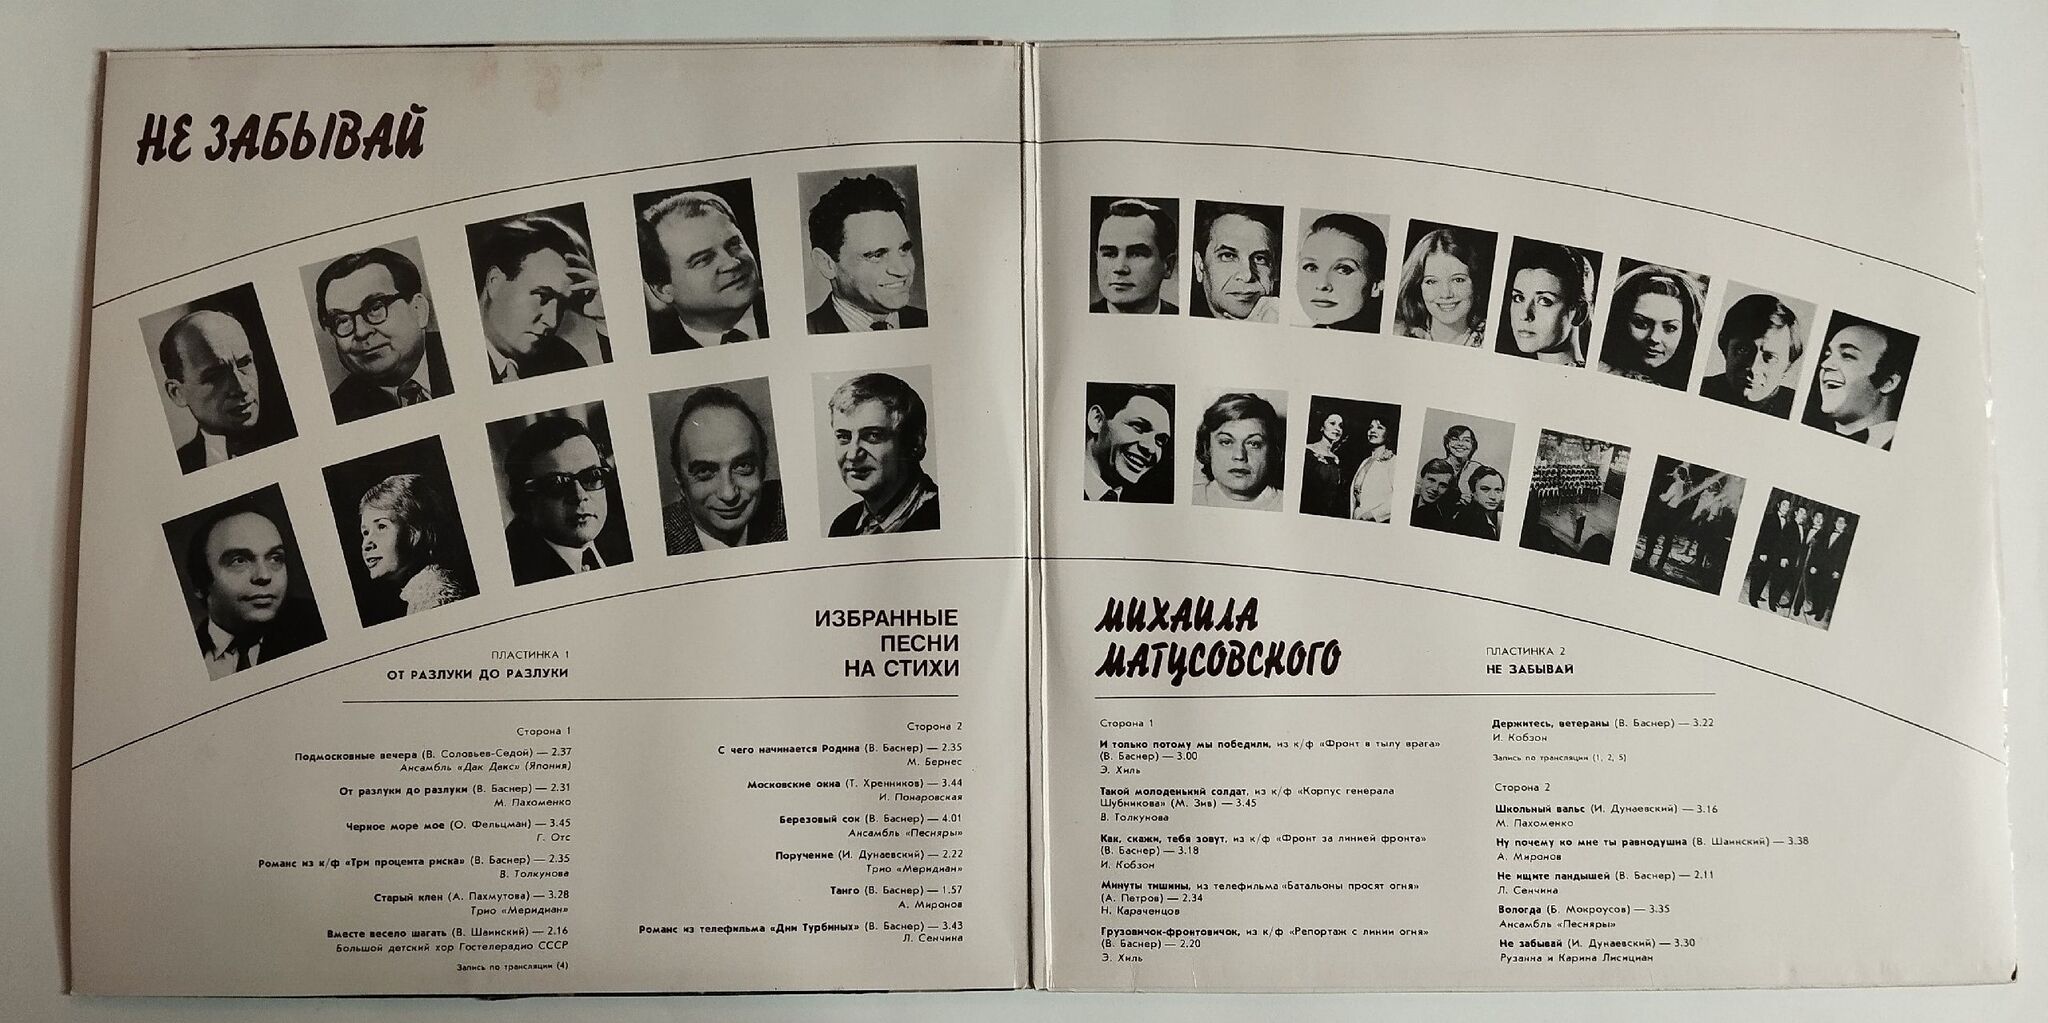 НЕ ЗАБЫВАЙ
ИЗБРАННЫЕ
ПЕСНИ
НА СТИХИ
МИХАИЛА
МАТУСОВСКОГО
ПЛАСТИНКА 1
ОТ РАЗЛУКИ ДО РАЗЛУКИ
Сторона 1
Подмосковные вечера (В. Соловьев-Седой) — 2.37
Ансамбль «Дак Дакс» (Япония)
От разлуки до разлуки (В. Баснер) — 2.31
М. Пахоменко
Черное море мое (О. Фельцман) — 3.45
Г. Отс
Романс из к/ф «Три процента риска» (В. Баснер) — 2.35
В. Толкунова
Старый клен (А. Пахмутова) — 3.28
Трио «Меридиан»
Вместе весело шагать (В. Шаинский) — 2.16
Большой детский хор Гостелерадио СССР
Запись по трансляции (4)
Сторона 2
С чего начинается Родина (В. Баснер) — 2.35
М. Бернес
Московские окна (Т. Хренников) — 3.44
И. Понаровская
Березовый сок (В. Баснер) — 4.01
Ансамбль «Песняры»
Поручение (И. Дунаевский) — 2.22
Трио «Меридиан»
Танго (В. Баснер) — 1.57
А. Миронов
Романс из телефильма «Дни Турбиных» (В. Баснер) — 3.43
Л. Сенчина
ПЛАСТИНКА 2
НЕ ЗАБЫВАЙ
Сторона 1
И только потому мы победили, из к/ф «Фронт в тылу врага»
(В. Баснер) — 3.00
Э. Хиль
Такой молоденький солдат, из к/ф «Корпус генерала
Шубникова» (М. Зив) — 3.45
В. Толкунова
Как, скажи, тебя зовут, из к/ф «Фронт за линией фронта»
(В. Баснер) — 3.18
И. Кобзон
Минуты тишины, из телефильма «Батальоны просят огня»
(А. Петров) — 2.34
Н. Караченцов
Грузовичок-фронтовичок, из к/ф «Репортаж с линии огня»
(В. Баснер) — 2.20
Э. Хиль
Держитесь, ветераны (В. Баснер) — 3.22
И. Кобзон
Запись по трансляции (1, 2, 5)
Сторона 2
Школьный вальс (И. Дунаевский) — 3.16
М. Пахоменко
Ну почему ко мне ты равнодушна (В. Шаинский) — 3.38
А. Миронов
Не ищите ландышей (В. Баснер) — 2.11
Л. Сенчина
Вологда (Б. Мокроусов) — 3.35
Ансамбль «Песняры»
Не забывай (И. Дунаевский) — 3.30
Рузанна и Карина Лисициан